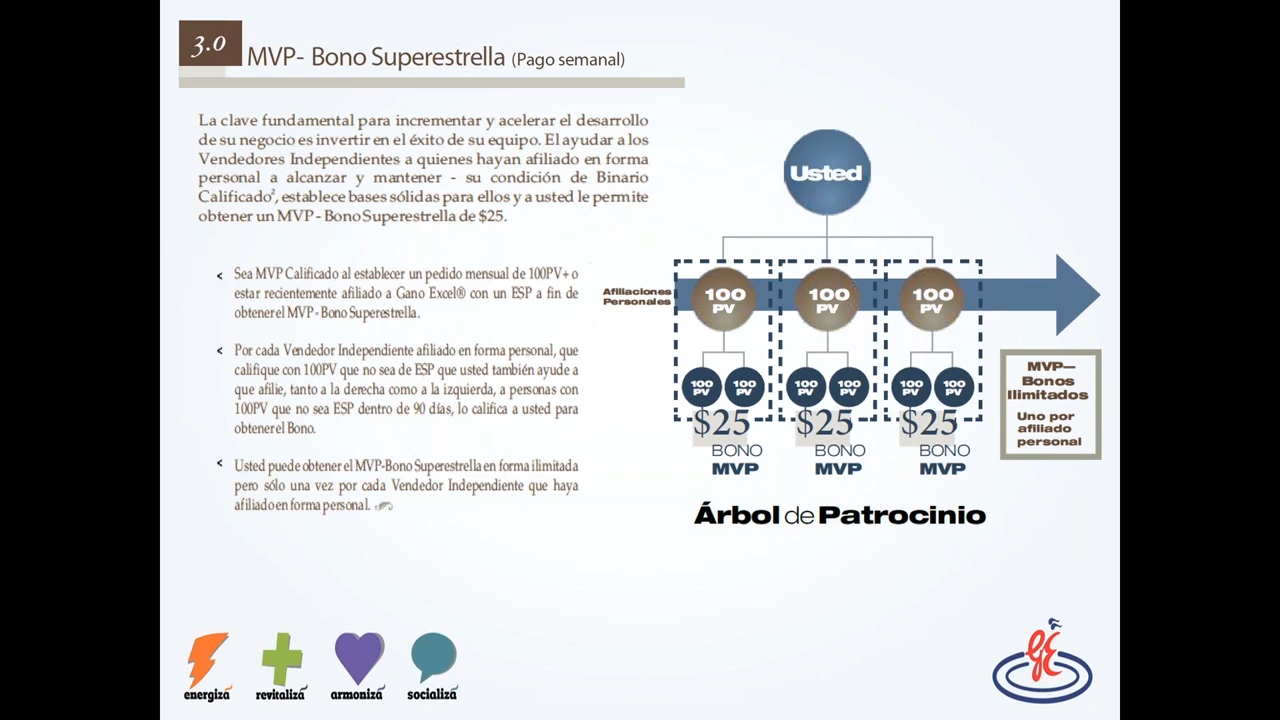 3.0
MVP- Bono Superestrella (Pago semanal)
La clave fundamental para incrementar y acelerar el desarrollo
de su negocio es invertir en el éxito de su equipo. El ayudar a los
Vendedores Independientes a quienes hayan afiliado en forma
personal a alcanzar y mantener - su condición de Binario
Calificado², establece bases sólidas para ellos y a usted le permite
obtener un MVP - Bono Superestrella de $25.
< Sea MVP Calificado al establecer un pedido mensual de 100PV+ o
estar recientemente afiliado a Gano Excel® con un ESP a fin de
obtener el MVP - Bono Superestrella.
< Por cada Vendedor Independiente afiliado en forma personal, que
califique con 100PV que no sea de ESP que usted también ayude a
que afilie, tanto a la derecha como a la izquierda, a personas con
100PV que no sea ESP dentro de 90 días, lo califica a usted para
obtener el Bono.
< Usted puede obtener el MVP-Bono Superestrella en forma ilimitada
pero sólo una vez por cada Vendedor Independiente que haya
afiliado en forma personal.
Usted
Afiliaciones
Personales
100
PV
100
PV
100
PV
100
PV
100
PV
100
PV
100
PV
100
PV
100
PV
$25
BONO
MVP
$25
BONO
MVP
$25
BONO
MVP
MVP—
Bonos
Ilimitados
Uno por
afiliado
personal
Árbol de Patrocinio
energizá
revitalizá
armonizá
socializá
GE